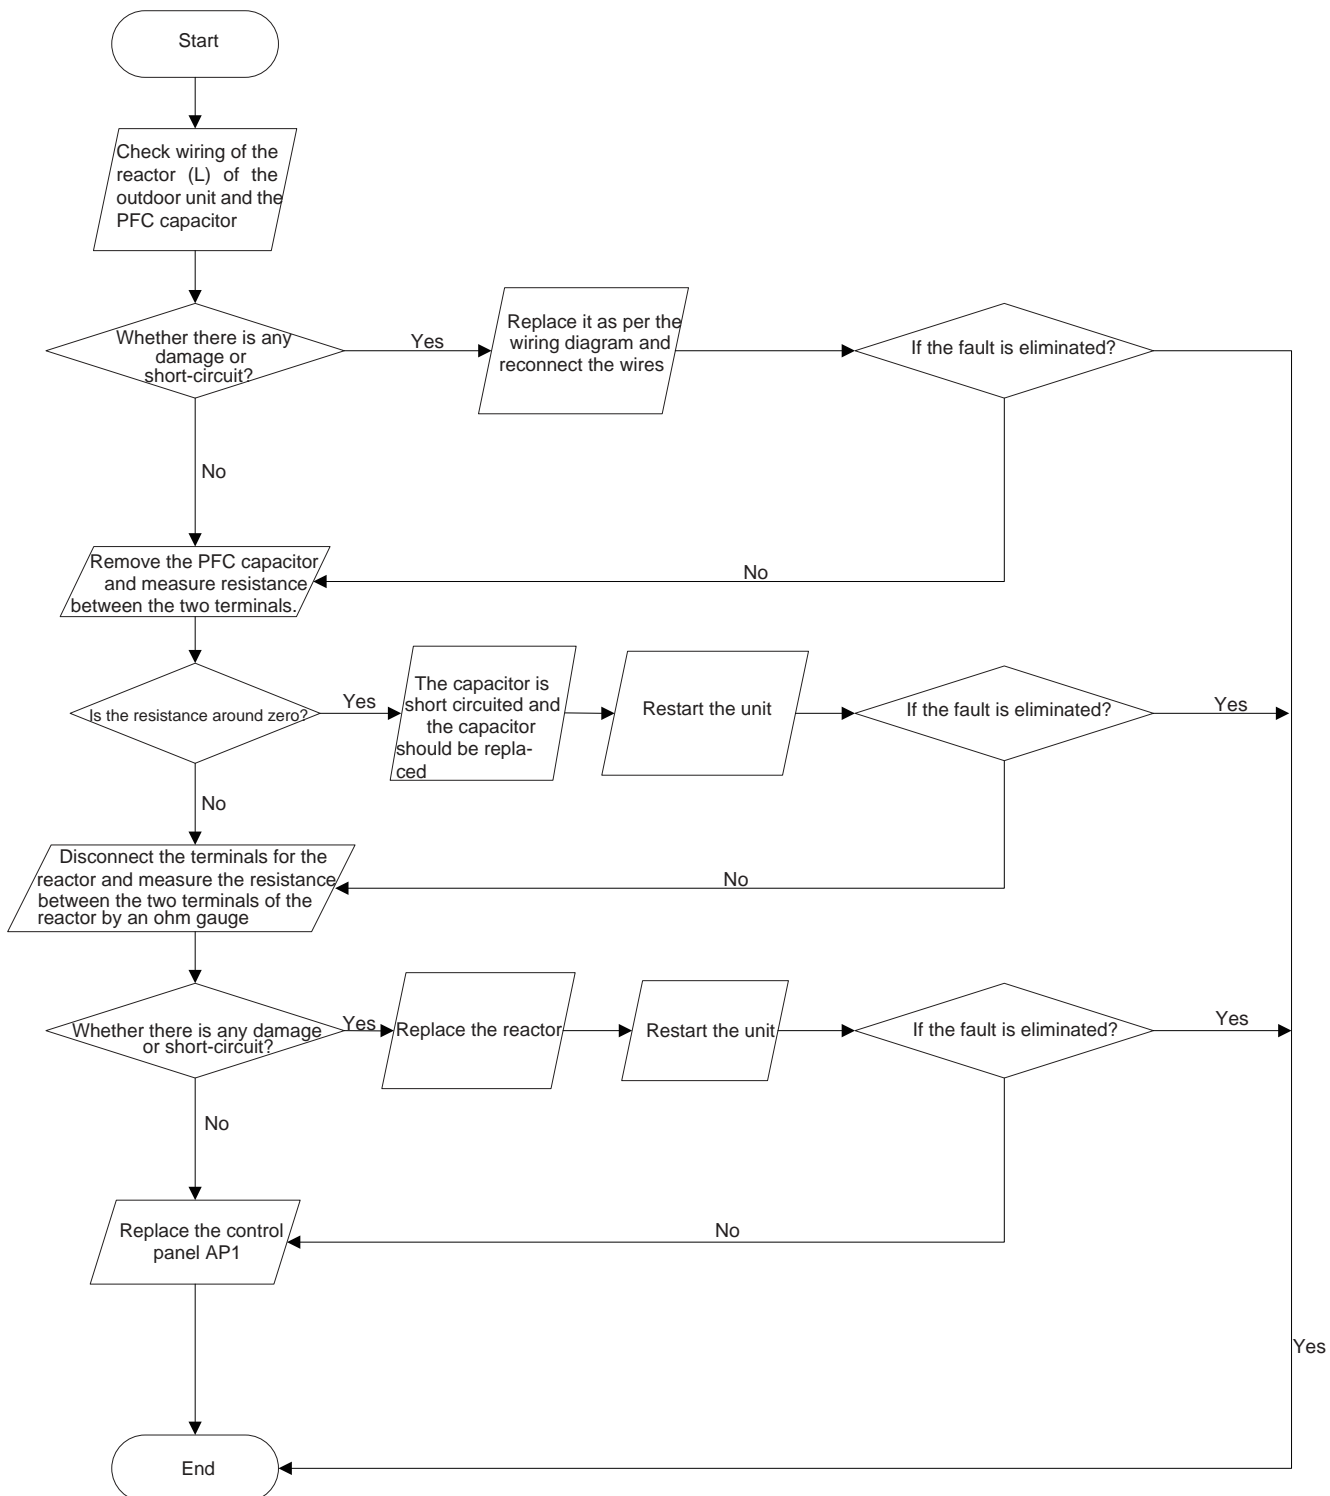 Start
Check wiring of the
reactor (L) of the
outdoor unit and the
PFC capacitor
Whether there is any
damage or
short-circuit?
Yes
Replace it as per the
wiring diagram and
reconnect the wires
If the fault is eliminated?
No
Remove the PFC capacitor
and measure resistance
between the two terminals.
No
Is the resistance around zero?
Yes
The capacitor is
short circuited and
the capacitor
should be repla-
ced
Restart the unit
If the fault is eliminated?
Yes
No
Disconnect the terminals for the
reactor and measure the resistance
between the two terminals of the
reactor by an ohm gauge
No
Whether there is any damage
or short-circuit?
Yes
Replace the reactor
Restart the unit
If the fault is eliminated?
Yes
No
Replace the control
panel AP1
No
Yes
End